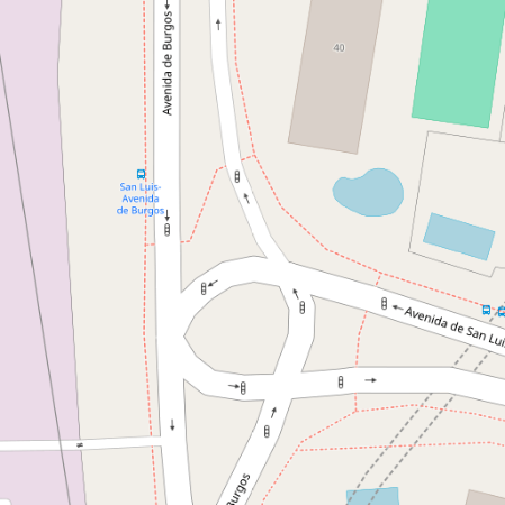 Avenida de Burgos
40
San Luis-
Avenida
de Burgos
Avenida de San Luis
Burgos